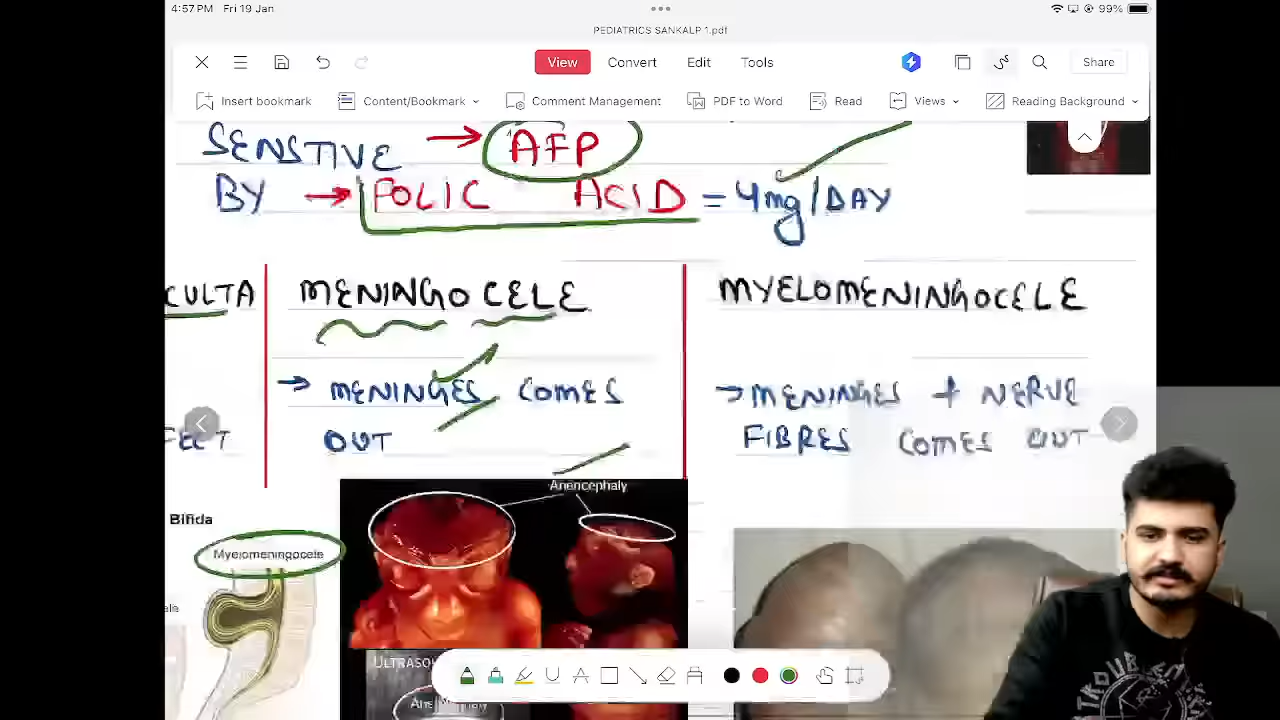 4:57 PM Fri 19 Jan
99%
PEDIATRICS SANKALP 1.pdf
View Convert Edit Tools
Share
Insert bookmark Content/Bookmark Comment Management PDF to Word Read Views Reading Background
SENSTIVE → AFP
BY → FOLIC ACID = 4mg/DAY
CULTA MENINGOCELE MYELOMENINGOCELE
→ MENINGES COMES → MENINGES + NERVE
FECT OUT FIBRES COMES OUT
Anencephaly
Bifida
Myelomeningocele
ele